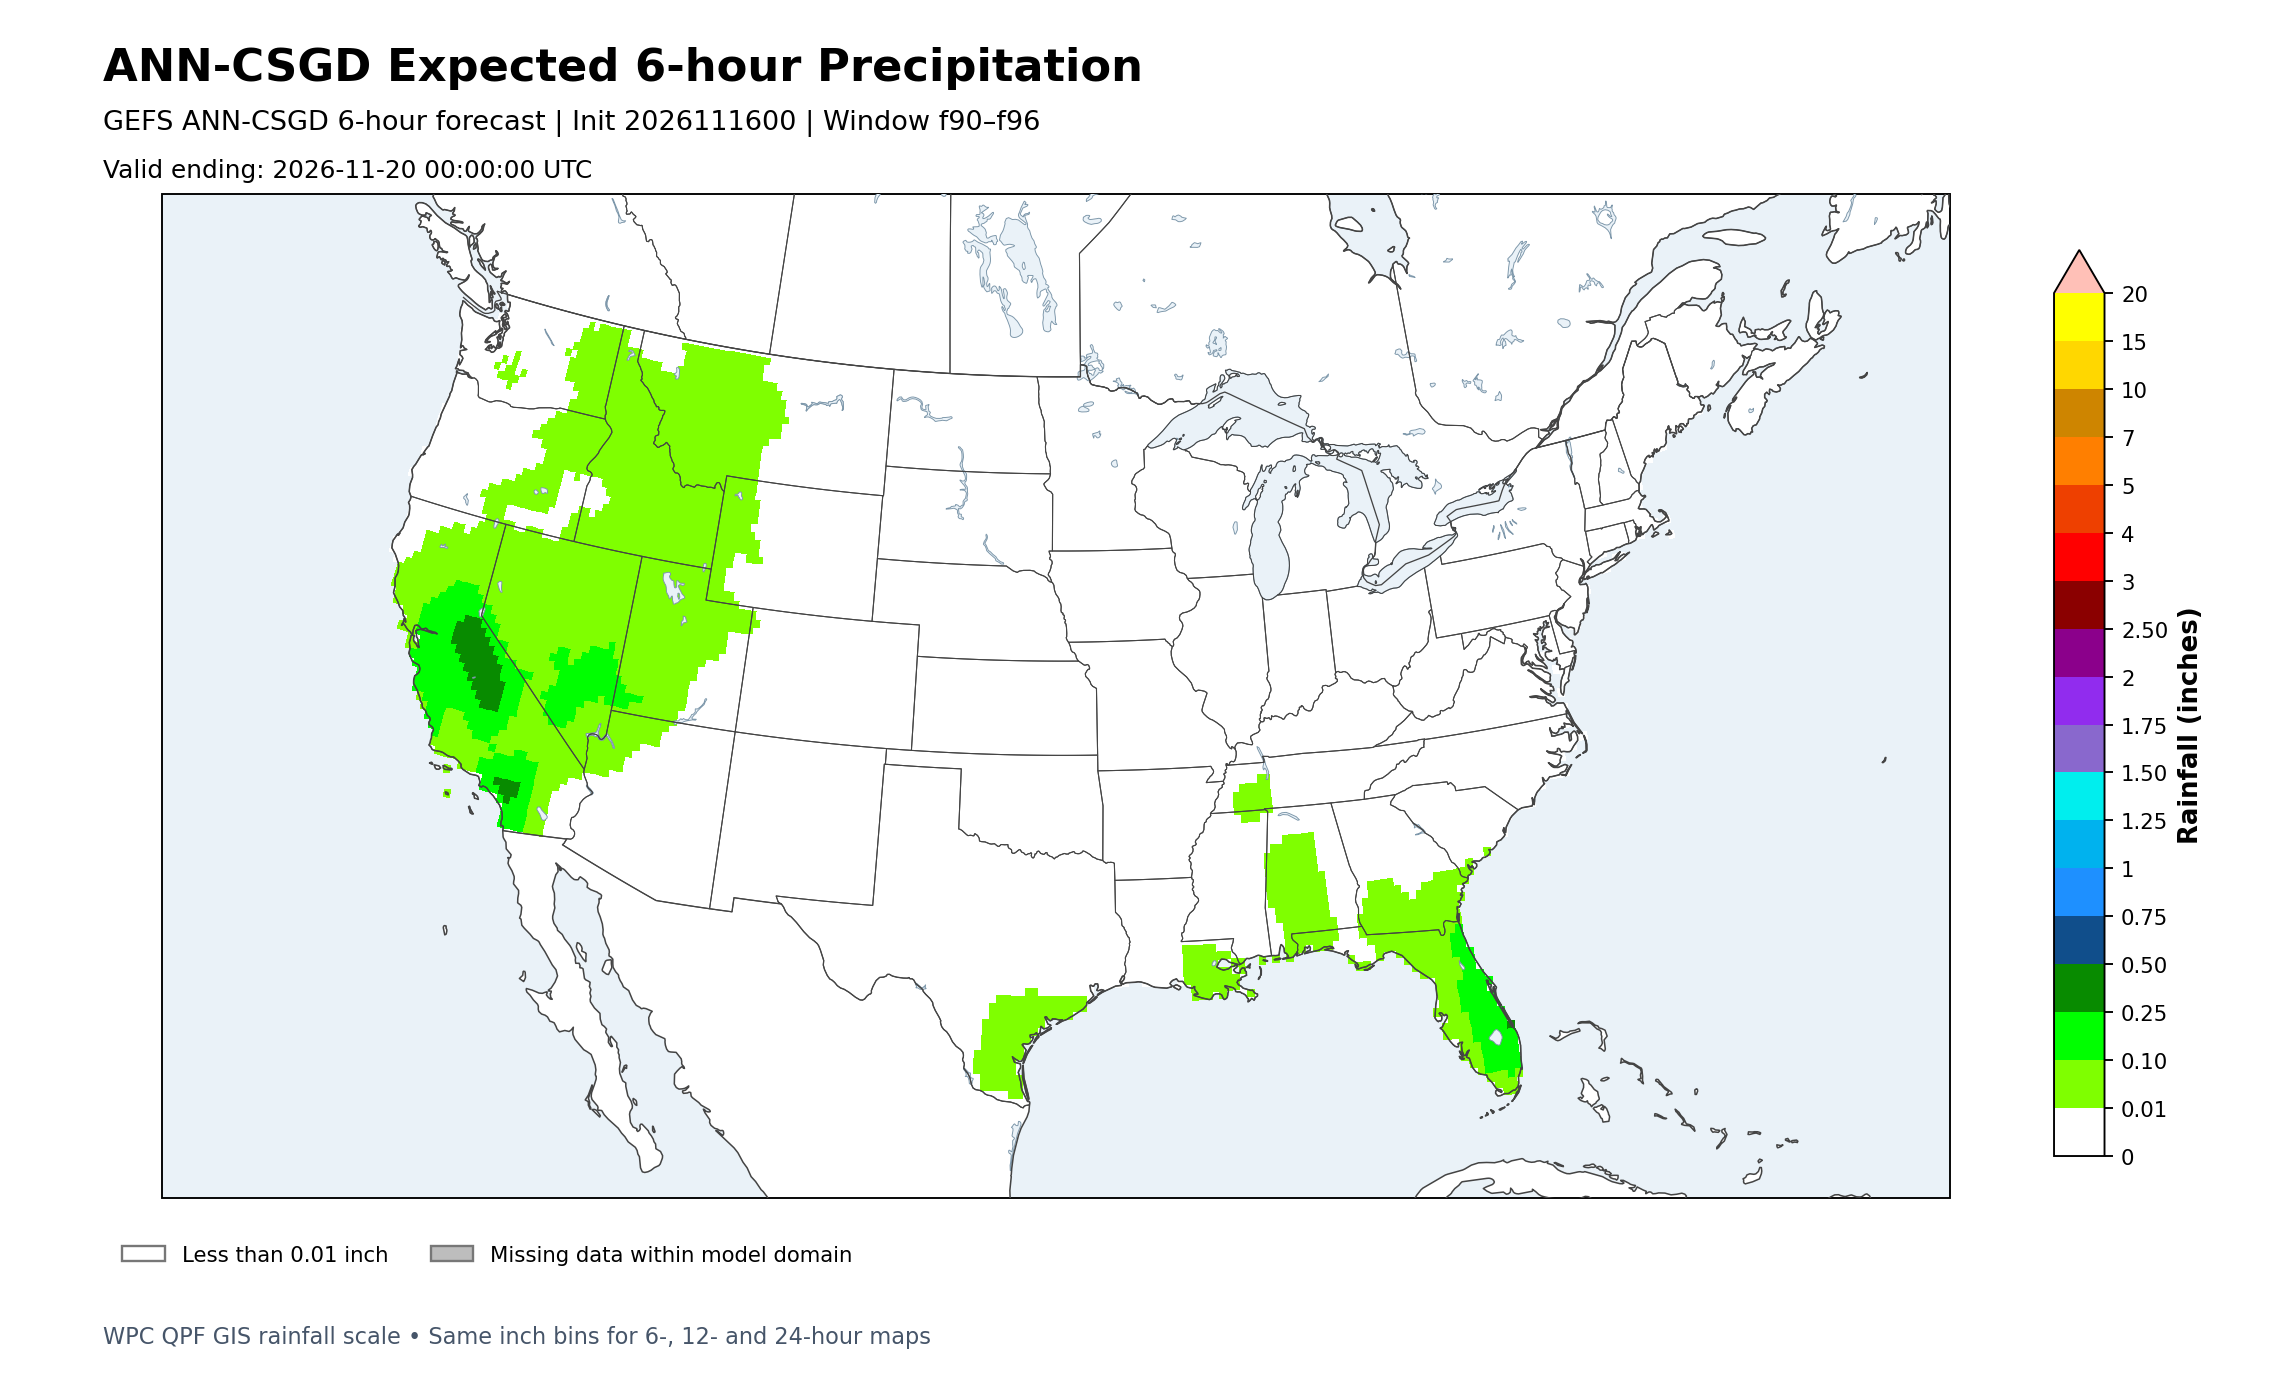 ANN-CSGD Expected 6-hour Precipitation
GEFS ANN-CSGD 6-hour forecast | Init 2026111600 | Window f90–f96
Valid ending: 2026-11-20 00:00:00 UTC
20
15
10
7
5
4
3
2.50
2
1.75
1.50
1.25
1
0.75
0.50
0.25
0.10
0.01
0
Rainfall (inches)
Less than 0.01 inch
Missing data within model domain
WPC QPF GIS rainfall scale • Same inch bins for 6-, 12- and 24-hour maps